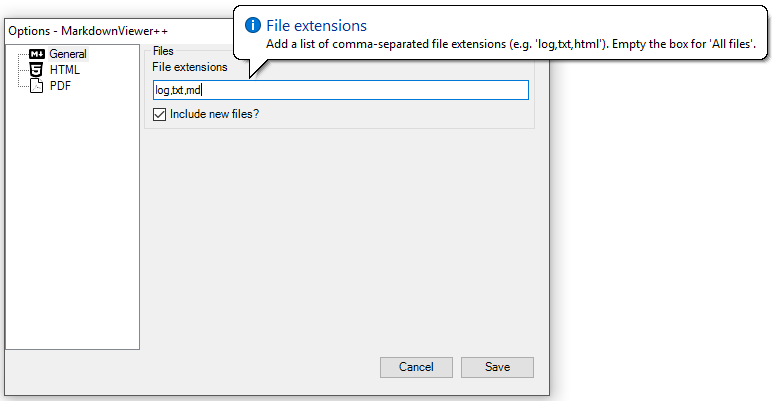 Options - MarkdownViewer++
File extensions
Add a list of comma-separated file extensions (e.g. 'log,txt,html'). Empty the box for 'All files'.
General
HTML
PDF
Files
File extensions
log,txt,md
Include new files?
Cancel
Save